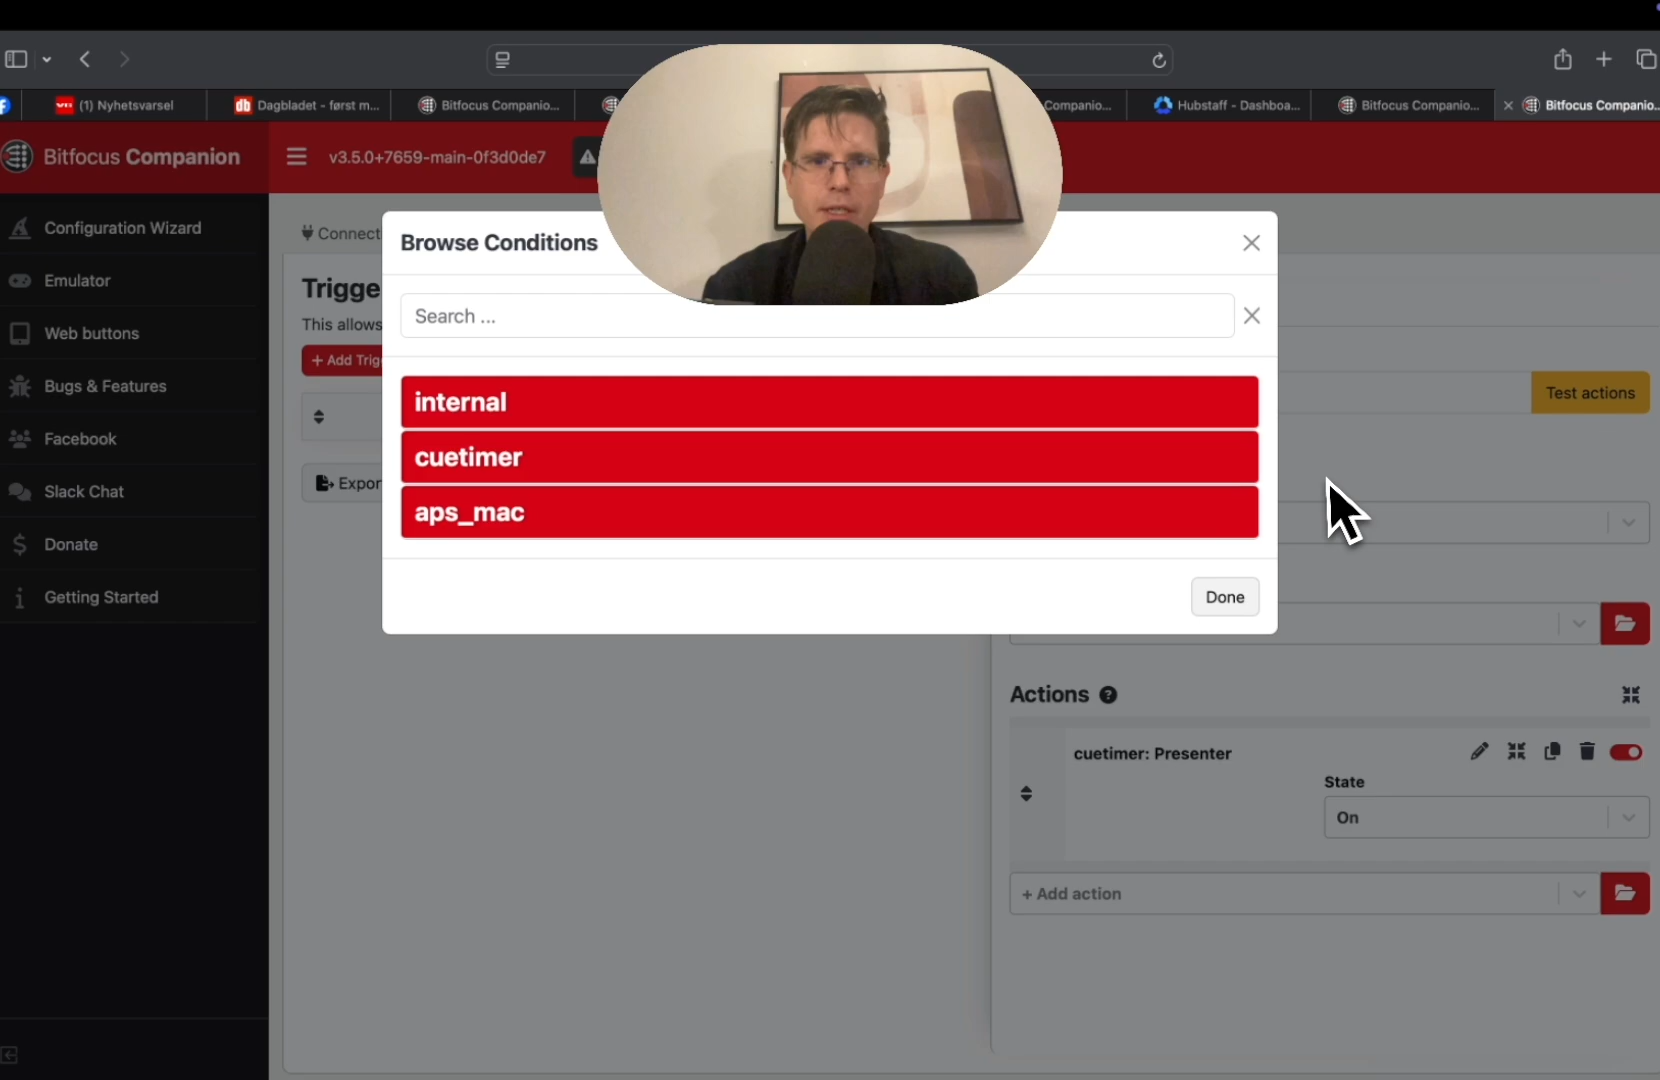 (1) Nyhetsvarsel
Dagbladet - først m...
Bitfocus Companio...
Companio...
Hubstaff - Dashboa...
Bitfocus Companio...
Bitfocus Companio...
Bitfocus Companion
v3.5.0+7659-main-0f3d0de7
Configuration Wizard
Emulator
Web buttons
Bugs & Features
Facebook
Slack Chat
Donate
Getting Started
Connect
Trigge
This allows
+ Add Trig
Expor
Browse Conditions
Search ...
internal
cuetimer
aps_mac
Done
Test actions
Actions
cuetimer: Presenter
State
On
+ Add action